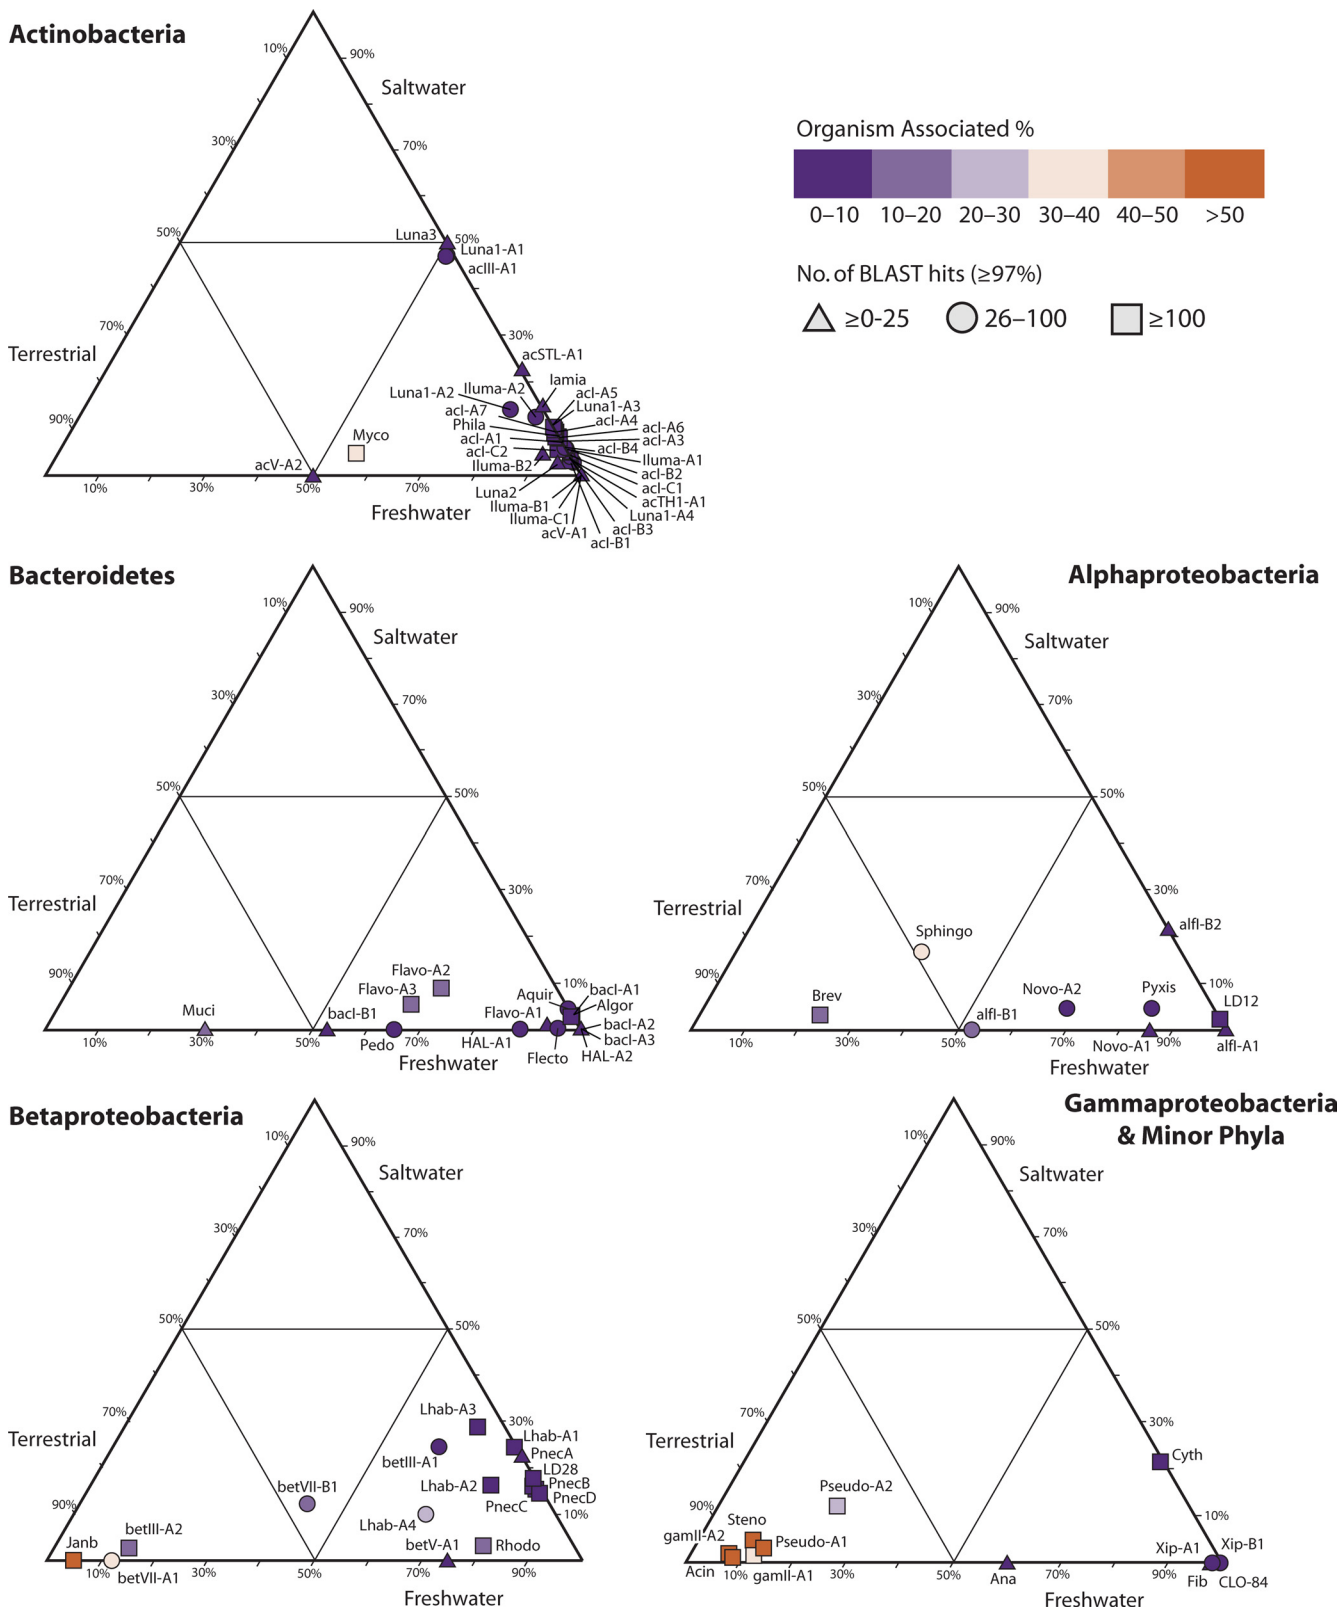 Actinobacteria
10%
90%
Saltwater
30%
70%
50%
Luna3
50%
Luna1-A1
acIII-A1
70%
30%
Terrestrial
acSTL-A1
Iamia
Luna1-A2
Iluma-A2
acI-A5
acI-A7
Luna1-A3
90%
Phila
acI-A4
acI-A6
Myco
acI-A1
acI-A3
acI-C2
acI-B4
acV-A2
Iluma-B2
Iluma-A1
acI-B2
10%
30%
50%
70%
Luna2
acI-C1
Iluma-B1
acTH1-A1
Freshwater
Iluma-C1
Luna1-A4
acV-A1
acI-B3
acI-B1
Organism Associated %
0–10
10–20
20–30
30–40
40–50
>50
No. of BLAST hits (≥97%)
≥0-25
26–100
≥100
Bacteroidetes
10%
90%
Saltwater
30%
70%
50%
50%
70%
30%
Terrestrial
90%
Flavo-A2
10%
Flavo-A3
Aquir
bacI-A1
Algor
Muci
bacI-B1
Flavo-A1
bacI-A2
bacI-A3
10%
30%
50%
Pedo
70%
HAL-A1
Flecto
HAL-A2
Freshwater
Alphaproteobacteria
10%
90%
Saltwater
30%
70%
50%
50%
70%
30%
Terrestrial
Sphingo
alfI-B2
90%
10%
Brev
Novo-A2
Pyxis
LD12
alfI-B1
10%
30%
50%
70%
Novo-A1
90%
alfI-A1
Freshwater
Betaproteobacteria
10%
90%
Saltwater
30%
70%
50%
50%
70%
Lhab-A3
30%
Terrestrial
Lhab-A1
betIII-A1
PnecA
LD28
betVII-B1
Lhab-A2
PnecB
PnecC
PnecD
90%
Lhab-A4
10%
Janb
betIII-A2
betV-A1
Rhodo
10%
betVII-A1
30%
50%
70%
90%
Freshwater
Gammaproteobacteria
& Minor Phyla
10%
90%
Saltwater
30%
70%
50%
50%
70%
30%
Terrestrial
Cyth
Pseudo-A2
90%
Steno
10%
gamII-A2
Pseudo-A1
Xip-A1
Xip-B1
Acin
10%
gamII-A1
30%
50%
Ana
70%
90%
Fib
CLO-84
Freshwater